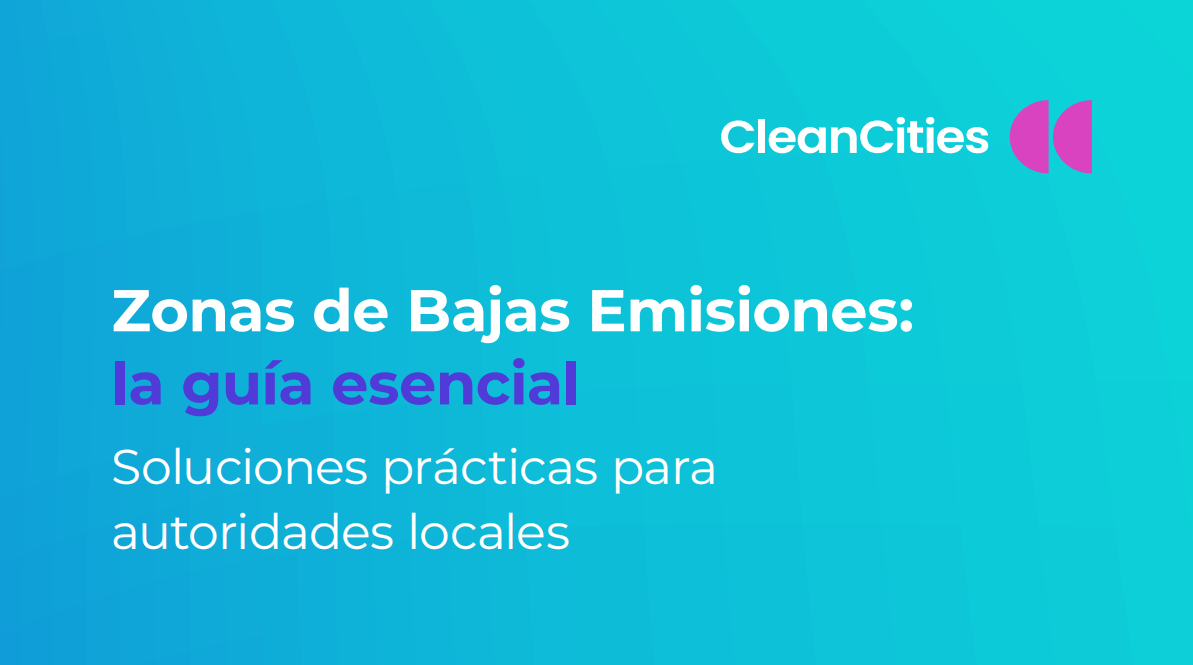 CleanCities
Zonas de Bajas Emisiones:
la guía esencial
Soluciones prácticas para
autoridades locales